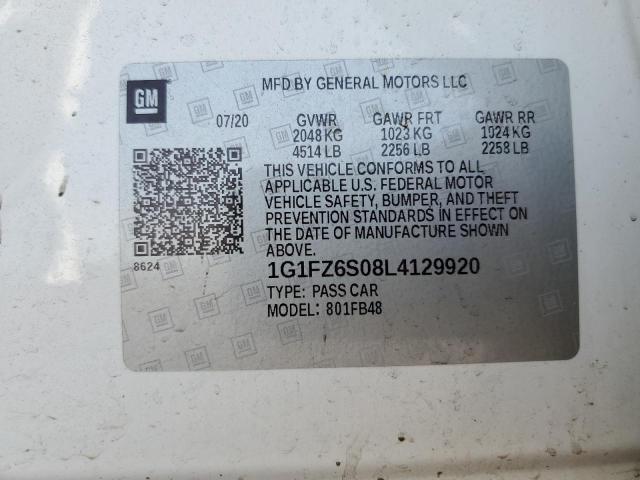 GM
MFD BY GENERAL MOTORS LLC
07/20 GVWR GAWR FRT GAWR RR
2048 KG 1023 KG 1024 KG
4514 LB 2256 LB 2258 LB
THIS VEHICLE CONFORMS TO ALL
APPLICABLE U.S. FEDERAL MOTOR
VEHICLE SAFETY, BUMPER, AND THEFT
PREVENTION STANDARDS IN EFFECT ON
THE DATE OF MANUFACTURE SHOWN
ABOVE.
8624
1G1FZ6S08L4129920
TYPE: PASS CAR
MODEL: 801FB48